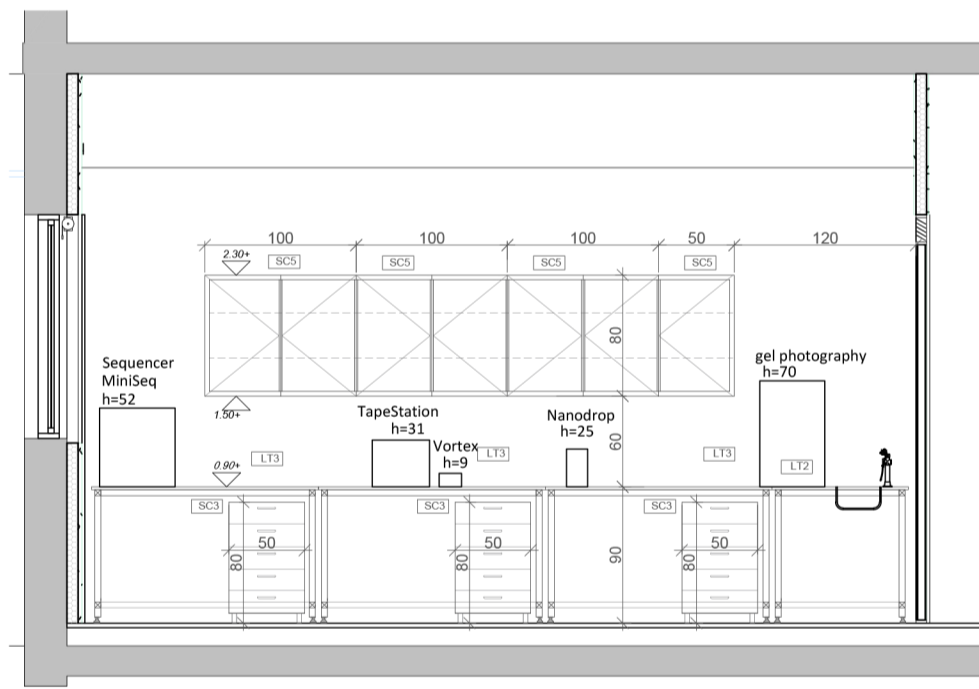 100 100 100 50 120
2.30+
SC5 SC5 SC5 SC5
80
Sequencer
MiniSeq
h=52
gel photography
h=70
1.50+
TapeStation
h=31
Vortex
h=9
Nanodrop
h=25
60
0.90+
LT3 LT3 LT3 LT2
SC3 SC3 SC3
50 50 50
80 80 90 80